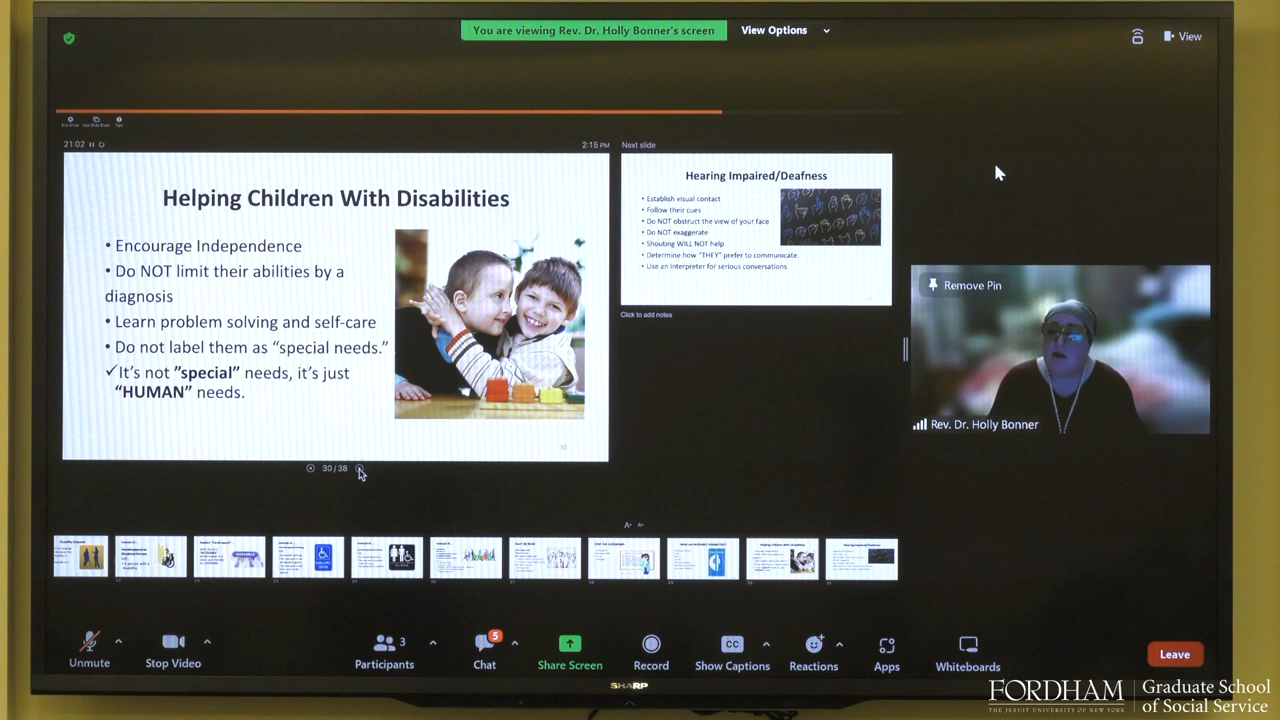 You are viewing Rev. Dr. Holly Bonner's screen
View Options
View
21:02
2:15 PM
Next slide
Helping Children With Disabilities
• Encourage Independence
• Do NOT limit their abilities by a
diagnosis
• Learn problem solving and self-care
• Do not label them as “special needs.”
✓It’s not ”special” needs, it’s just
“HUMAN” needs.
30
Hearing Impaired/Deafness
• Establish visual contact
• Follow their cues
• Do NOT obstruct the view of your face
• Do NOT exaggerate
• Shouting WILL NOT help
• Determine how “THEY” prefer to communicate.
• Use an interpreter for serious conversations
Click to add notes
Remove Pin
Rev. Dr. Holly Bonner
30 / 38
Unmute
Stop Video
3
Participants
5
Chat
Share Screen
Record
CC
Show Captions
Reactions
Apps
Whiteboards
Leave
SHARP
FORDHAM
THE JESUIT UNIVERSITY OF NEW YORK
Graduate School
of Social Service